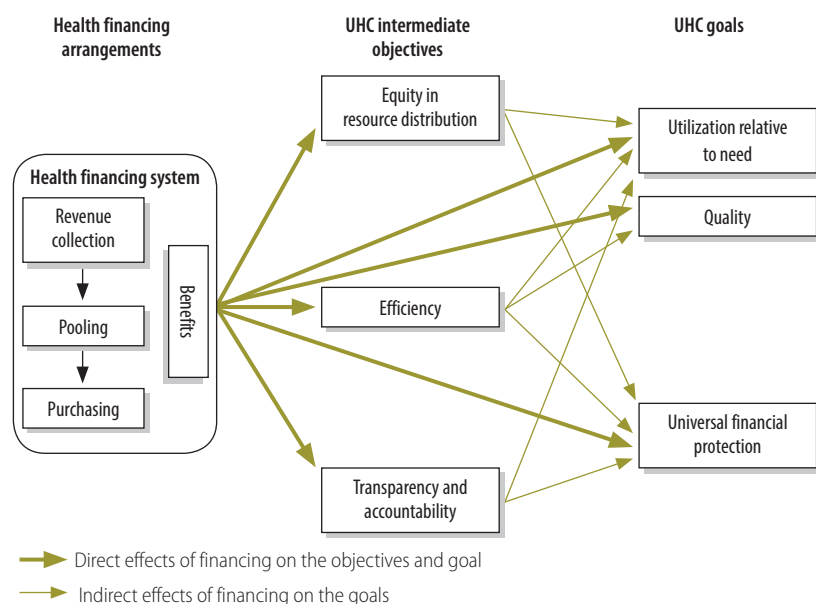 Health financing
arrangements
UHC intermediate
objectives
UHC goals
Health financing system
Revenue
collection
Pooling
Purchasing
Benefits
Equity in
resource distribution
Efficiency
Transparency and
accountability
Utilization relative
to need
Quality
Universal financial
protection
Direct effects of financing on the objectives and goal
Indirect effects of financing on the goals